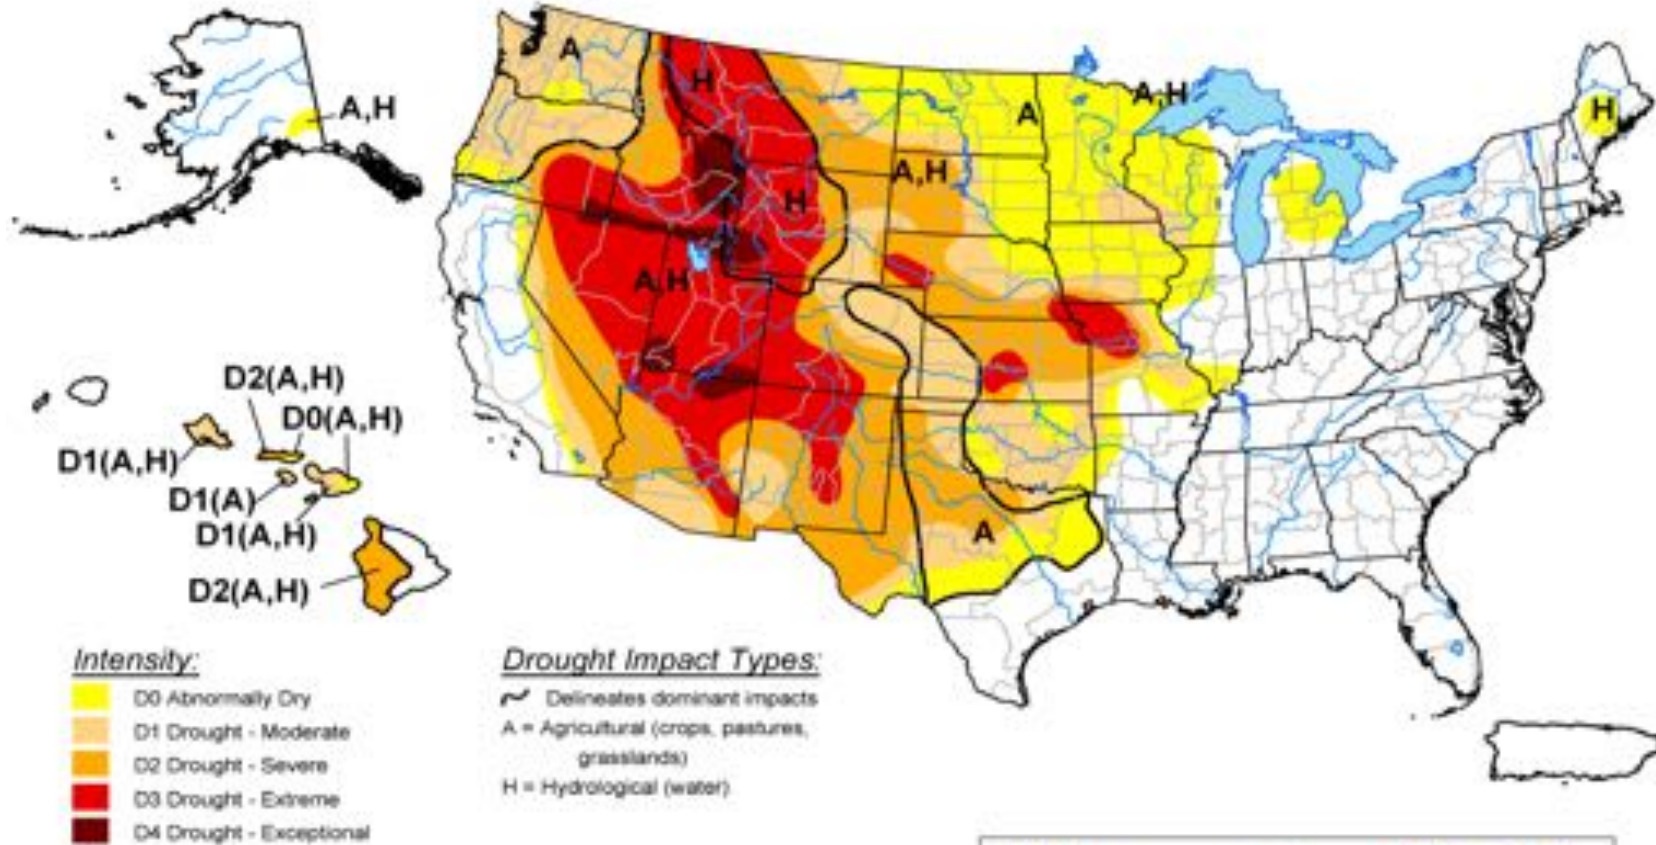 A
H
A,H
A
A,H
H
A,H
H
A,H
A
D2(A,H)
D0(A,H)
D1(A,H)
D1(A)
D1(A,H)
D2(A,H)
Intensity:
D0 Abnormally Dry
D1 Drought - Moderate
D2 Drought - Severe
D3 Drought - Extreme
D4 Drought - Exceptional
Drought Impact Types:
Delineates dominant impacts
A = Agricultural (crops, pastures,
grasslands)
H = Hydrological (water)